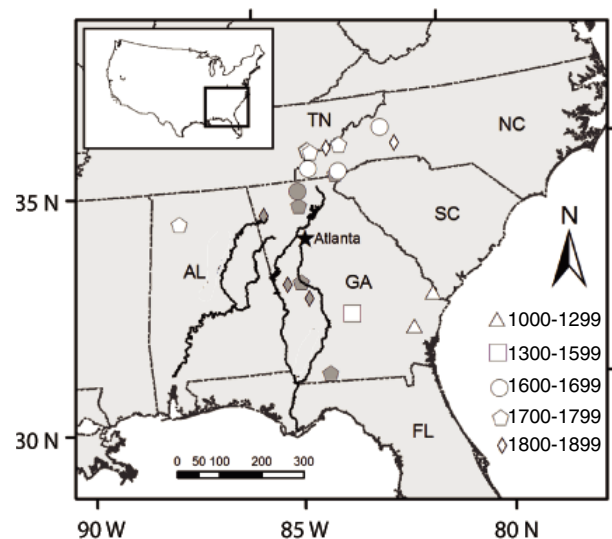 TN
NC
35 N
SC
N
Atlanta
AL
GA
1000-1299
1300-1599
1600-1699
1700-1799
FL
1800-1899
30 N
0 50 100 200 300
90 W
85 W
80 N